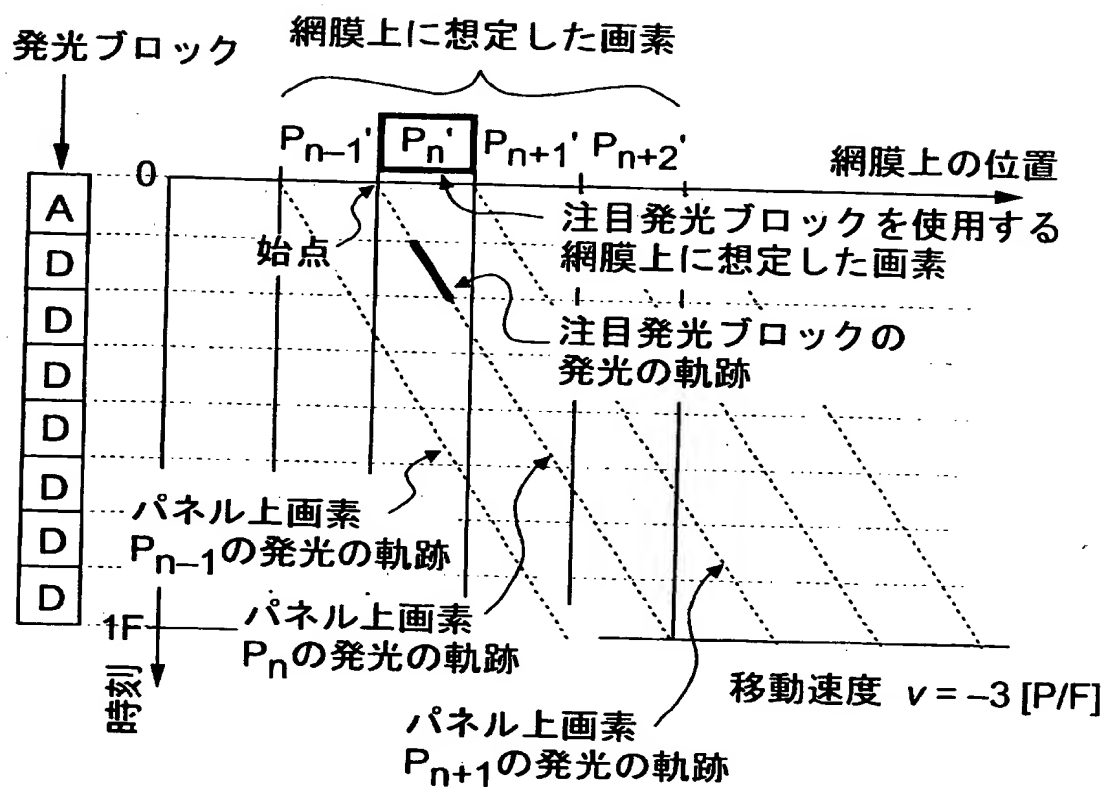 発光ブロック
網膜上に想定した画素
Pn−1' Pn' Pn+1' Pn+2'
網膜上の位置
0
A
D
D
D
D
D
D
D
始点
注目発光ブロックを使用する
網膜上に想定した画素
注目発光ブロックの
発光の軌跡
パネル上画素
Pn−1の発光の軌跡
1F
パネル上画素
Pnの発光の軌跡
時刻
移動速度 v = −3 [P/F]
パネル上画素
Pn+1の発光の軌跡